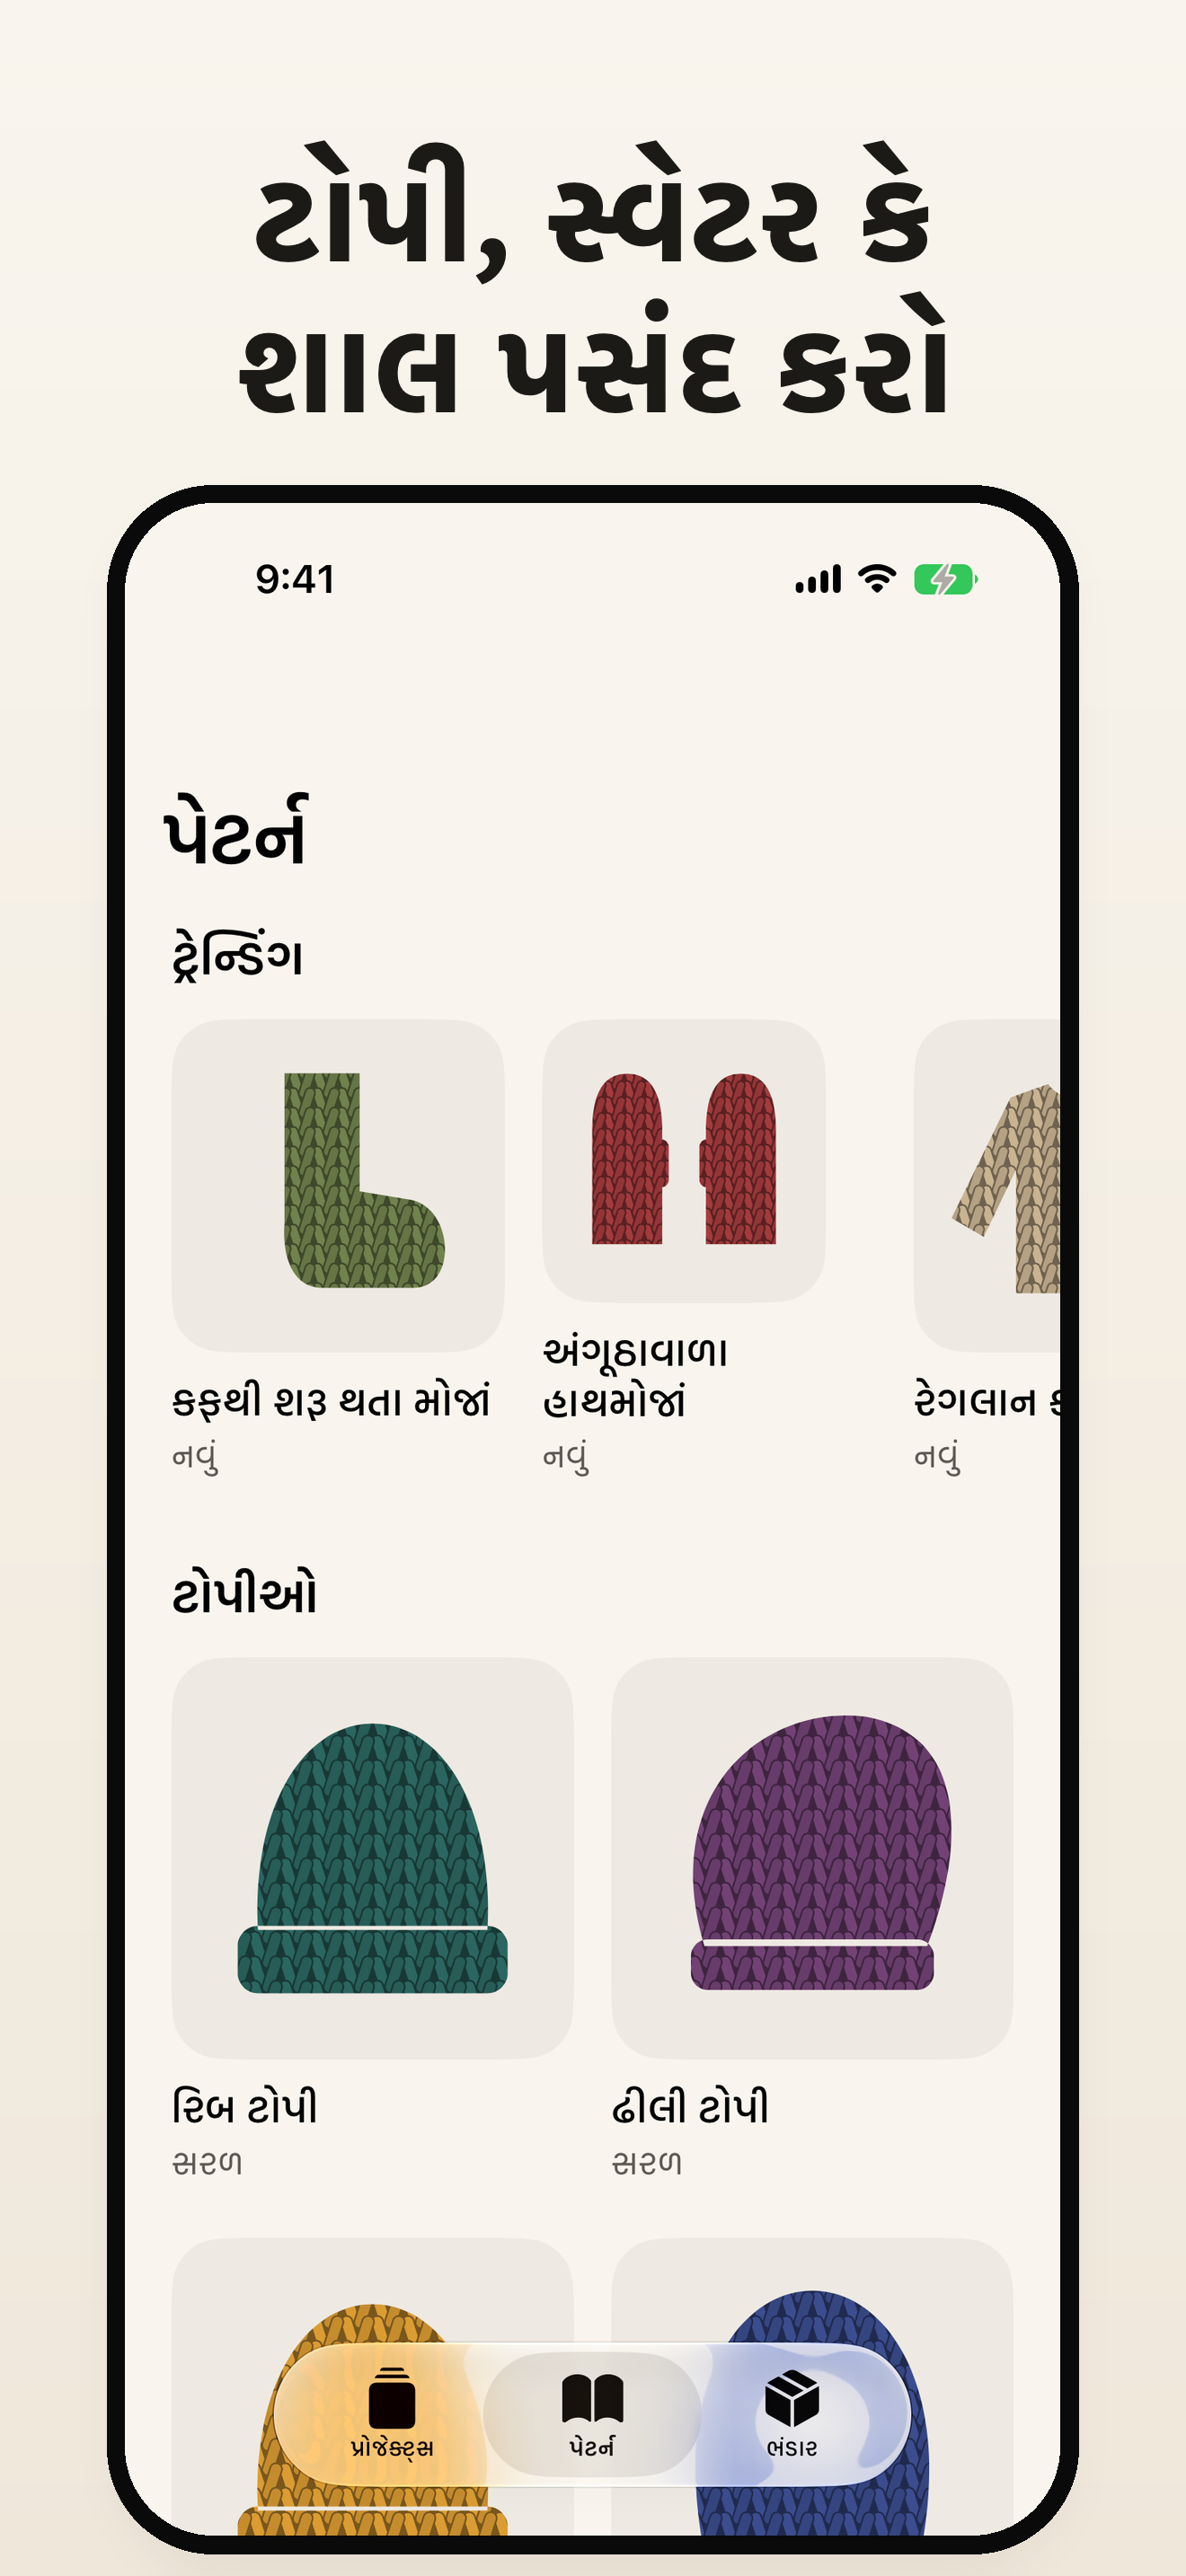 ટોપી, સ્વેટર કે
શાલ પસંદ કરો
9:41
પેટર્ન
ટ્રેન્ડિંગ
કફથી શરૂ થતા મોજાં
નવું
અંગૂઠાવાળા
હાથમોજાં
નવું
રેગલાન
નવું
ટોપીઓ
રિબ ટોપી
સરળ
ઢીલી ટોપી
સરળ
પ્રોજેક્ટ્સ
પેટર્ન
ભંડાર